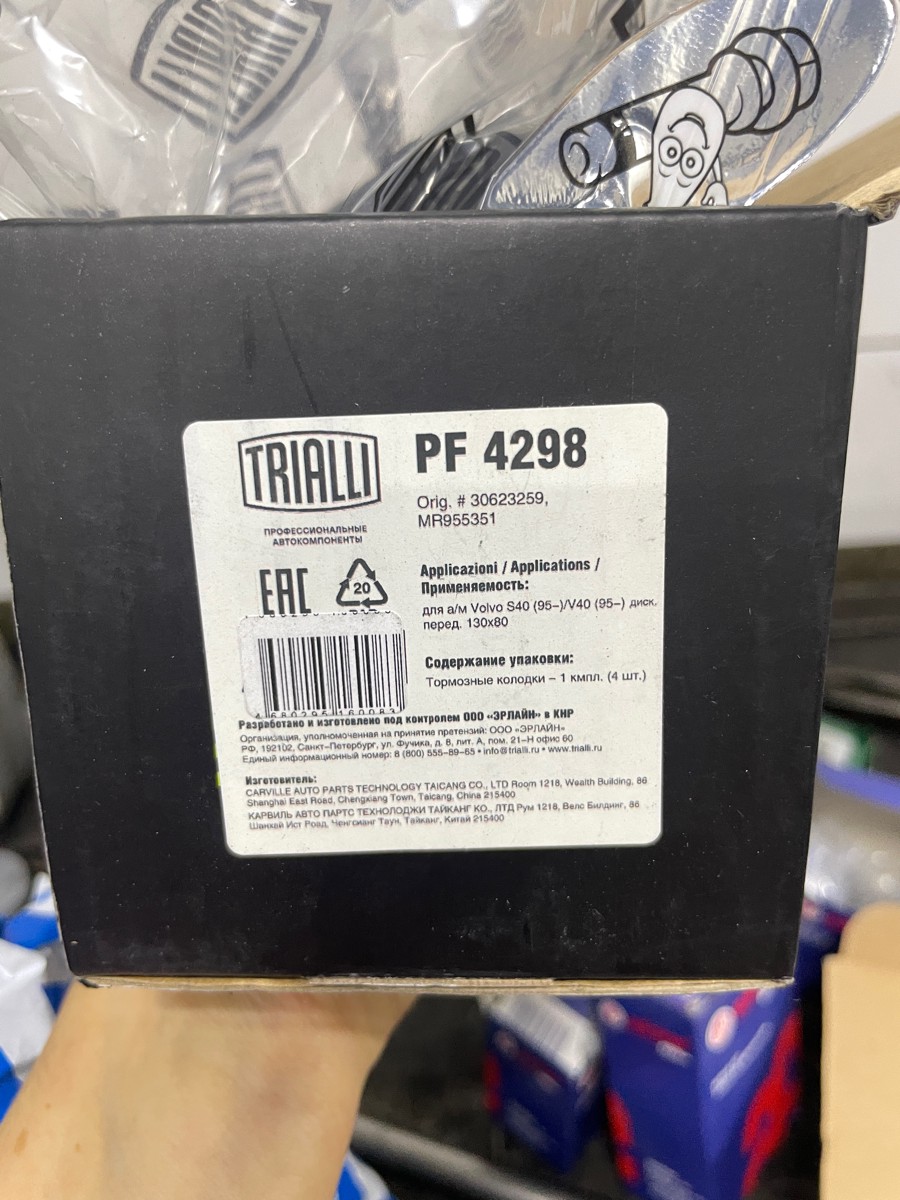 TRIALLI
ПРОФЕССИОНАЛЬНЫЕ
АВТОКОМПОНЕНТЫ
EAC
20
PF 4298
Orig. # 30623259,
MR955351
Applicazioni / Applications /
Применяемость:
для а/м Volvo S40 (95–)/V40 (95–) диск.
перед. 130x80
Содержание упаковки:
Тормозные колодки – 1 кмпл. (4 шт.)
4 680295 160083
Разработано и изготовлено под контролем ООО «ЭРЛАЙН» в КНР
Организация, уполномоченная на принятие претензий: ООО «ЭРЛАЙН»
РФ, 192102, Санкт-Петербург, ул. Фучика, д. 8, лит. А, пом. 21-Н офис 60
Единый информационный номер: 8 (800) 555-89-65 • info@trialli.ru • www.trialli.ru
Изготовитель:
CARVILLE AUTO PARTS TECHNOLOGY TAICANG CO., LTD Room 1218, Wealth Building, 86
Shanghai East Road, Chengxiang Town, Taicang, China 215400
КАРВИЛЬ АВТО ПАРТС ТЕХНОЛОДЖИ ТАЙКАНГ КО., ЛТД Рум 1218, Велс Билдинг, 86
Шанхай Ист Роад, Ченгсианг Таун, Тайканг, Китай 215400